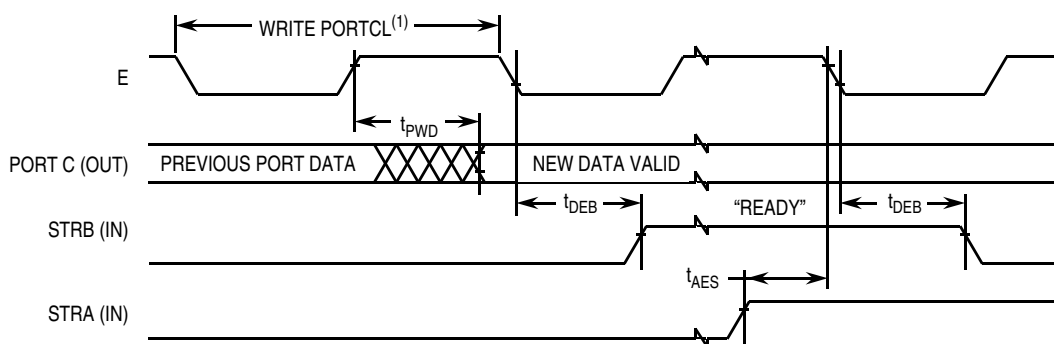 WRITE PORTCL(1)
E
tPWD
PORT C (OUT)
PREVIOUS PORT DATA
NEW DATA VALID
tDEB
"READY"
tDEB
STRB (IN)
tAES
STRA (IN)